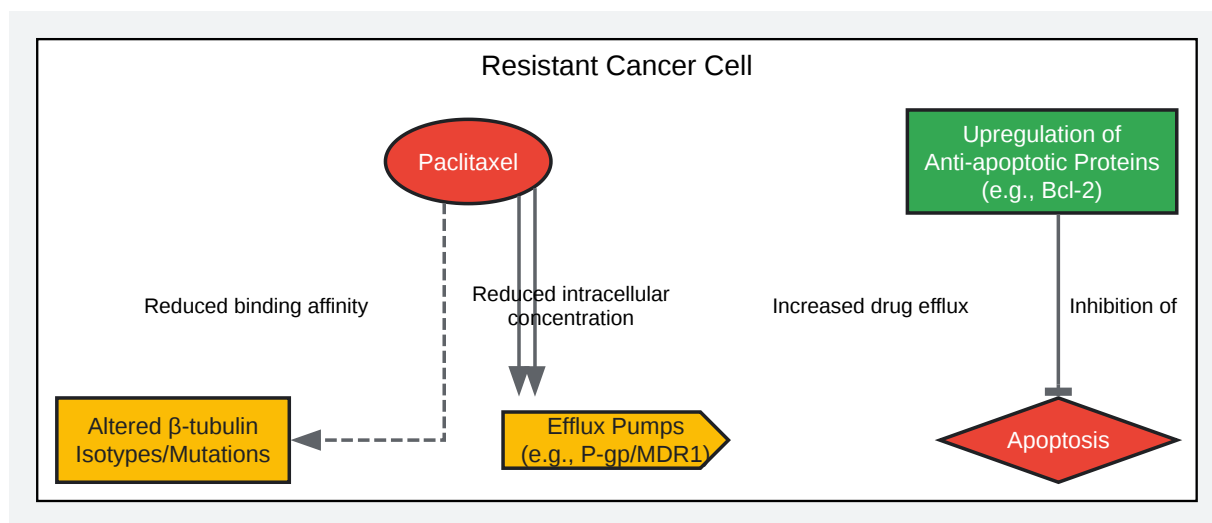 Resistant Cancer Cell
Paclitaxel
Upregulation of
Anti-apoptotic Proteins
(e.g., Bcl-2)
Reduced binding affinity
Reduced intracellular
concentration
Increased drug efflux
Inhibition of
Altered β-tubulin
Isotypes/Mutations
Efflux Pumps
(e.g., P-gp/MDR1)
Apoptosis